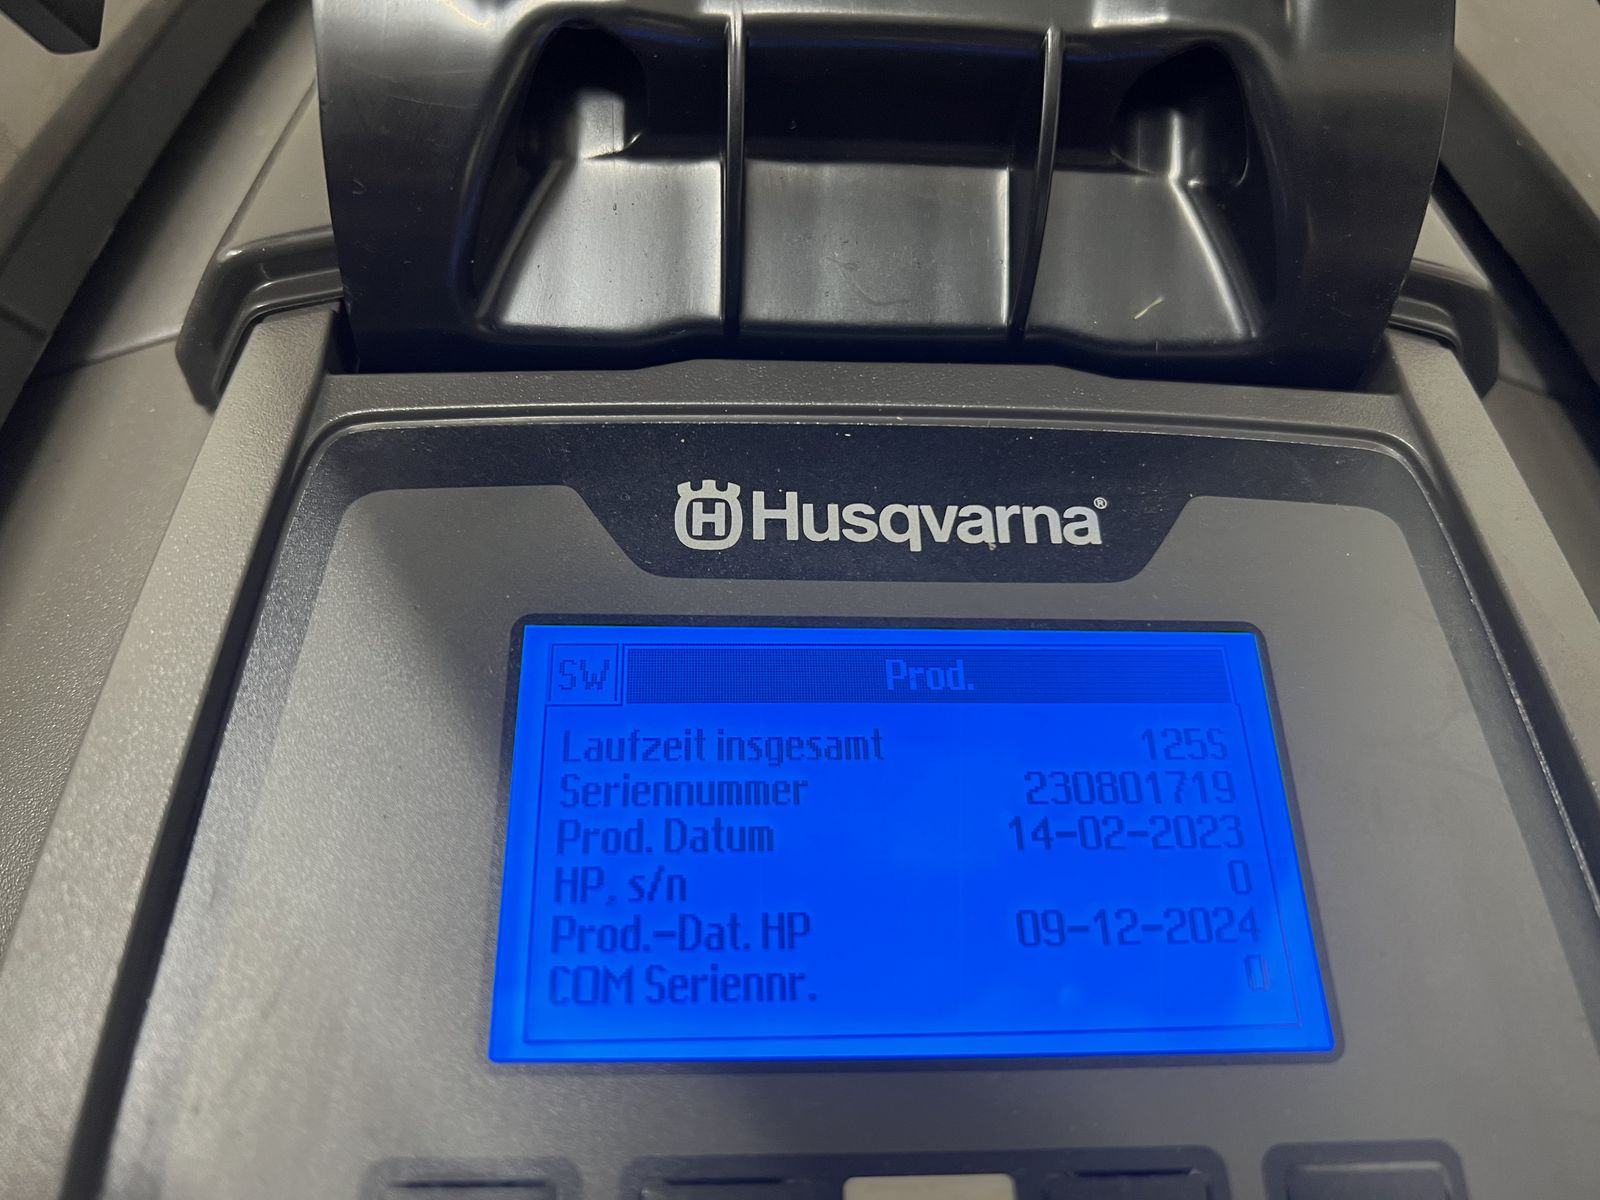 Husqvarna®
SW Prod.
Laufzeit insgesamt 125S
Seriennummer 230801719
Prod. Datum 14-02-2023
HP, s/n 0
Prod.-Dat. HP 09-12-2024
COM Seriennr. 0